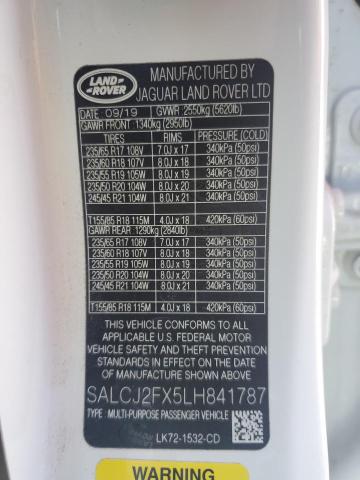 LAND-
ROVER
MANUFACTURED BY
JAGUAR LAND ROVER LTD
DATE 09/19 GVWR 2550kg (5620lb)
GAWR FRONT 1340kg (2950lb)
TIRES RIMS PRESSURE (COLD)
235/65 R17 108V 7.0J x 17 340kPa (50psi)
235/60 R18 107V 8.0J x 18 340kPa (50psi)
235/55 R19 105W 8.0J x 19 340kPa (50psi)
235/50 R20 104W 8.0J x 20 340kPa (50psi)
245/45 R21 104W 8.0J x 21 340kPa (50psi)
T155/85 R18 115M 4.0J x 18 420kPa (60psi)
GAWR REAR 1290kg (2840lb)
235/65 R17 108V 7.0J x 17 340kPa (50psi)
235/60 R18 107V 8.0J x 18 340kPa (50psi)
235/55 R19 105W 8.0J x 19 340kPa (50psi)
235/50 R20 104W 8.0J x 20 340kPa (50psi)
245/45 R21 104W 8.0J x 21 340kPa (50psi)
T155/85 R18 115M 4.0J x 18 420kPa (60psi)
THIS VEHICLE CONFORMS TO ALL
APPLICABLE U.S. FEDERAL MOTOR
VEHICLE SAFETY AND THEFT
PREVENTION STANDARDS IN EFFECT
ON THE DATE OF MANUFACTURE
SHOWN ABOVE
SALCJ2FX5LH841787
TYPE: MULTI-PURPOSE PASSENGER VEHICLE
LK72-1532-CD
WARNING